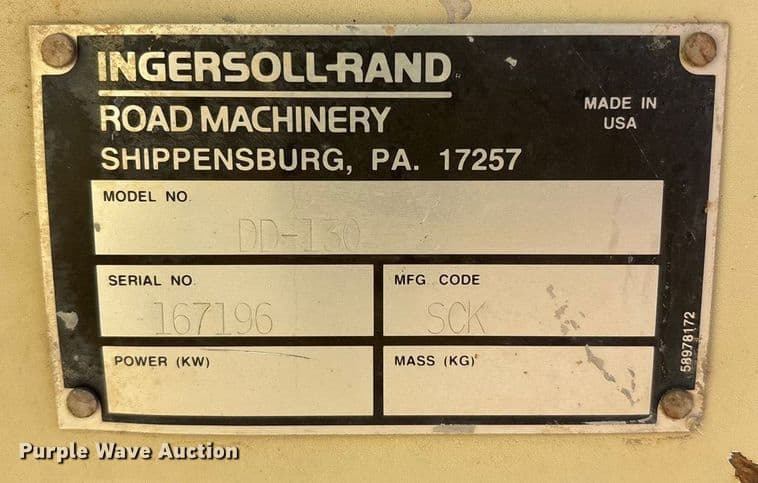 INGERSOLL-RAND
ROAD MACHINERY
SHIPPENSBURG, PA. 17257
MADE IN
USA
MODEL NO.
DD-130
SERIAL NO
167196
MFG CODE
SCK
POWER (KW)
MASS (KG)
58978172
Purple Wave Auction